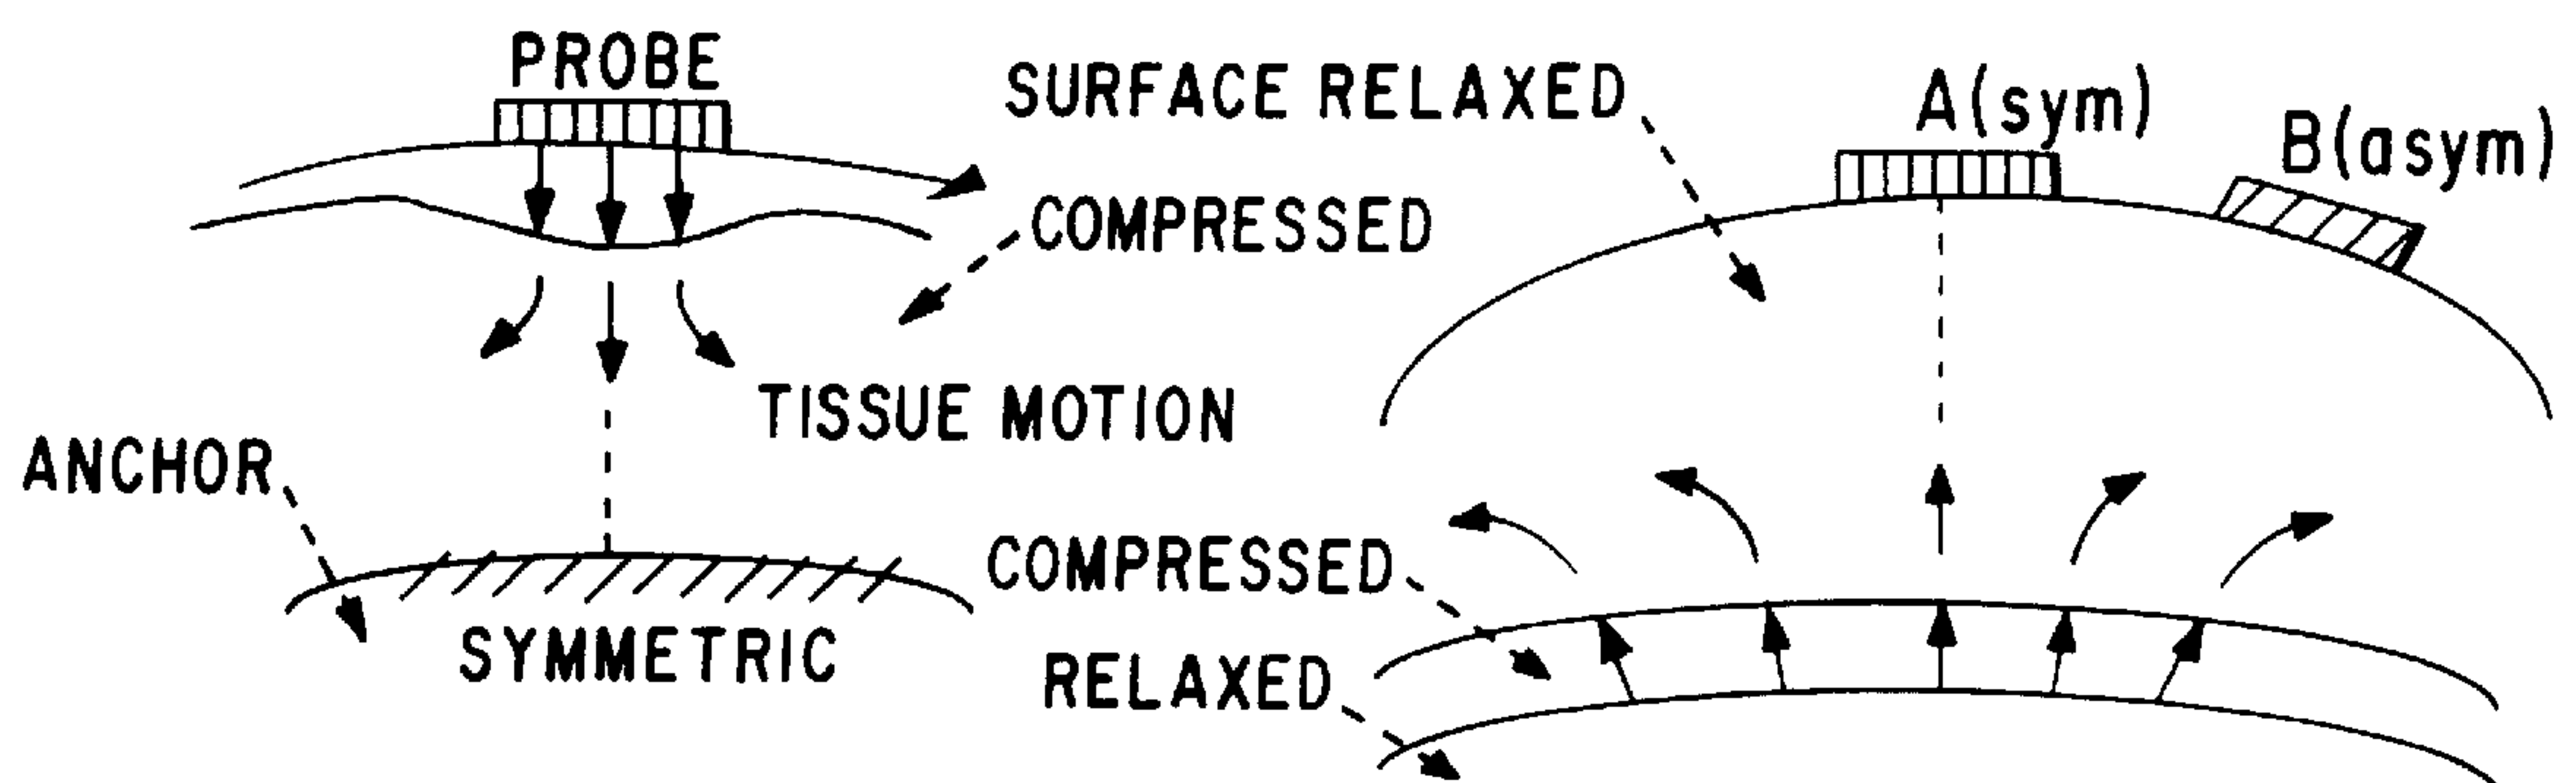 PROBE
SURFACE RELAXED
COMPRESSED
TISSUE MOTION
ANCHOR
SYMMETRIC
A(sym)
B(asym)
COMPRESSED
RELAXED